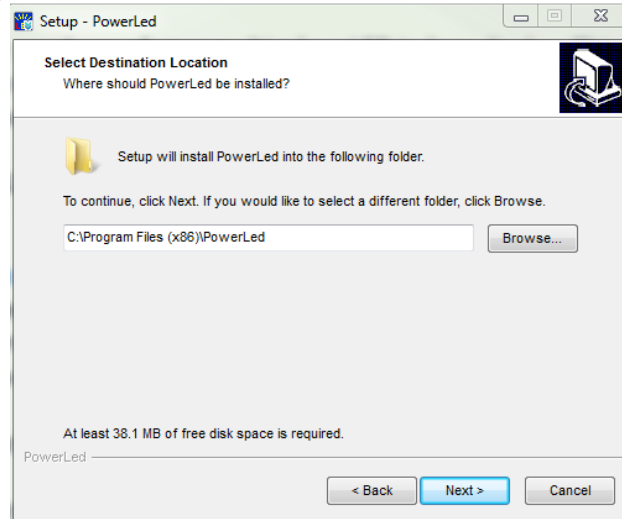 Setup - PowerLed
Select Destination Location
Where should PowerLed be installed?
Setup will install PowerLed into the following folder.
To continue, click Next. If you would like to select a different folder, click Browse.
C:\Program Files (x86)\PowerLed
Browse...
At least 38.1 MB of free disk space is required.
PowerLed
< Back
Next >
Cancel